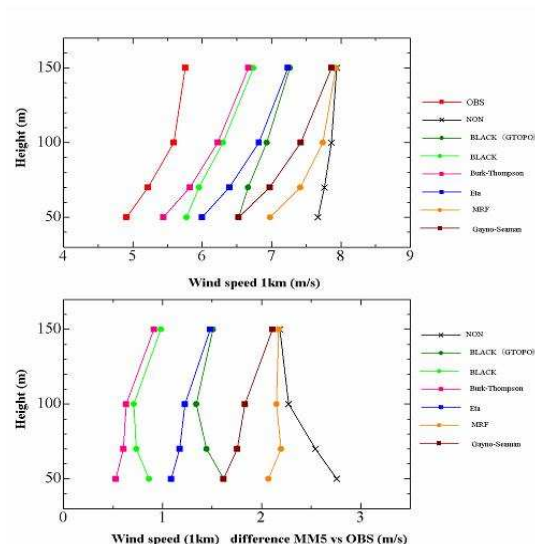 150
100
50
Height (m)
4 5 6 7 8 9
Wind speed 1km (m/s)
OBS
NON
BLACK (GTOPO)
BLACK
Burk-Thompson
Eta
MRF
Gayno-Seaman
150
100
50
Height (m)
0 1 2 3
Wind speed (1km) difference MM5 vs OBS (m/s)
NON
BLACK (GTOPO)
BLACK
Burk-Thompson
Eta
MRF
Gayno-Seaman